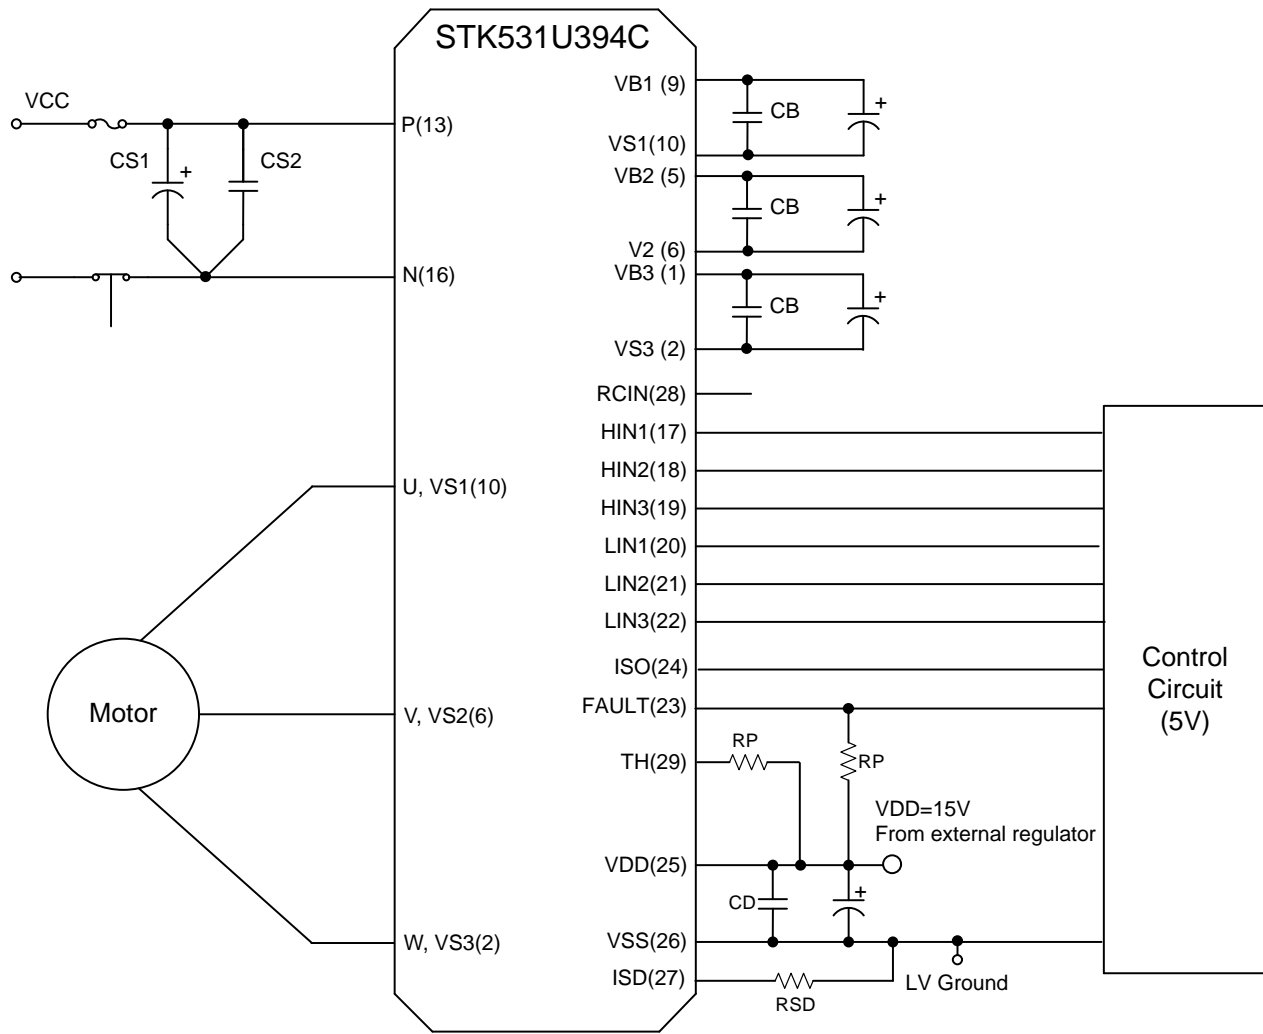 STK531U394C
VCC
CS1
+
CS2
P(13)
N(16)
U, VS1(10)
Motor
V, VS2(6)
W, VS3(2)
VB1 (9)
CB
+
VS1(10)
VB2 (5)
CB
+
V2 (6)
VB3 (1)
CB
+
VS3 (2)
RCIN(28)
HIN1(17)
HIN2(18)
HIN3(19)
LIN1(20)
LIN2(21)
LIN3(22)
ISO(24)
FAULT(23)
TH(29)
RP
RP
VDD=15V
From external regulator
VDD(25)
CD
+
VSS(26)
ISD(27)
RSD
LV Ground
Control
Circuit
(5V)